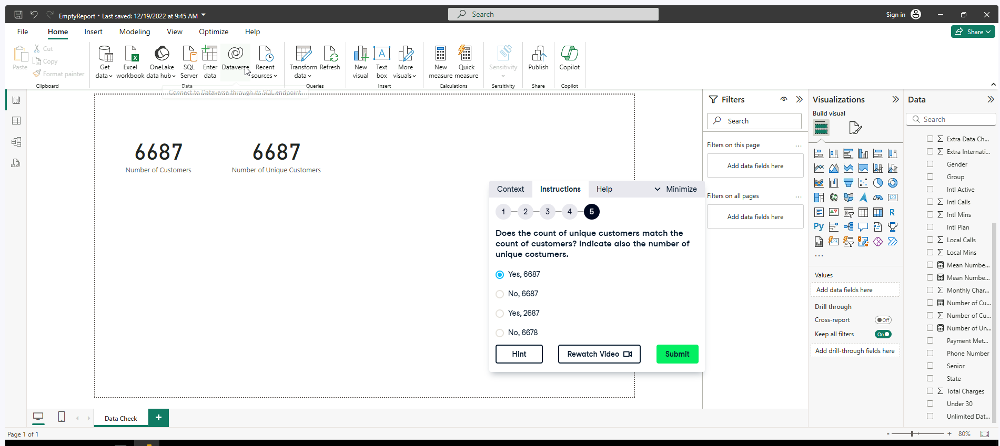 EmptyReport • Last saved: 12/19/2022 at 9:45 AM
Search
Sign in
File
Home
Insert
Modeling
View
Optimize
Help
Share
Paste
Cut
Copy
Format painter
Clipboard
Get data
Excel workbook
OneLake data hub
SQL Server
Enter data
Dataverse
Recent sources
Data
Transform data
Refresh
Queries
New visual
Text box
More visuals
Insert
New measure
Quick measure
Calculations
Sensitivity
Sensitivity
Publish
Share
Copilot
Copilot
Connect to Dataverse through its SQL endpoint
6687
Number of Customers
6687
Number of Unique Customers
Context
Instructions
Help
Minimize
1
2
3
4
5
Does the count of unique customers match the
count of customers? Indicate also the number of
unique costumers.
Yes, 6687
No, 6687
Yes, 2687
No, 6678
Hint
Rewatch Video
Submit
Filters
Search
Filters on this page
...
Add data fields here
Filters on all pages
...
Add data fields here
Visualizations
Build visual
123
R
Py
123
...
Values
Add data fields here
Drill through
Cross-report
Off
Keep all filters
On
Add drill-through fields here
Data
Search
Extra Data Ch...
Extra Internati...
Gender
Group
Intl Active
Intl Calls
Intl Mins
Intl Plan
Local Calls
Local Mins
Mean Numbe...
Mean Numbe...
Monthly Char...
Number of Cu...
Number of Cu...
Number of Un...
Payment Met...
Phone Number
Senior
State
Total Charges
Under 30
Unlimited Dat...
Data Check
+
Page 1 of 1
- + 80%